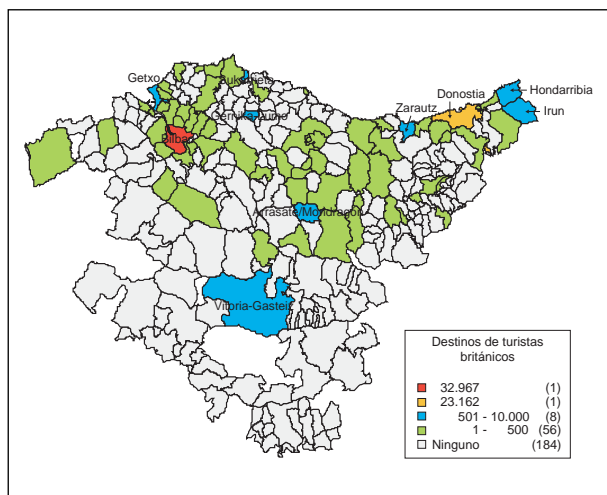 Getxo
Sukarrieta
Hondarribia
Donostia
Irun
Zarautz
Gernika-Lumo
Bilbao
Arrasate/Mondragón
Vitoria-Gasteiz
Destinos de turistas
británicos
32.967 (1)
23.162 (1)
501 - 10.000 (8)
1 - 500 (56)
Ninguno (184)